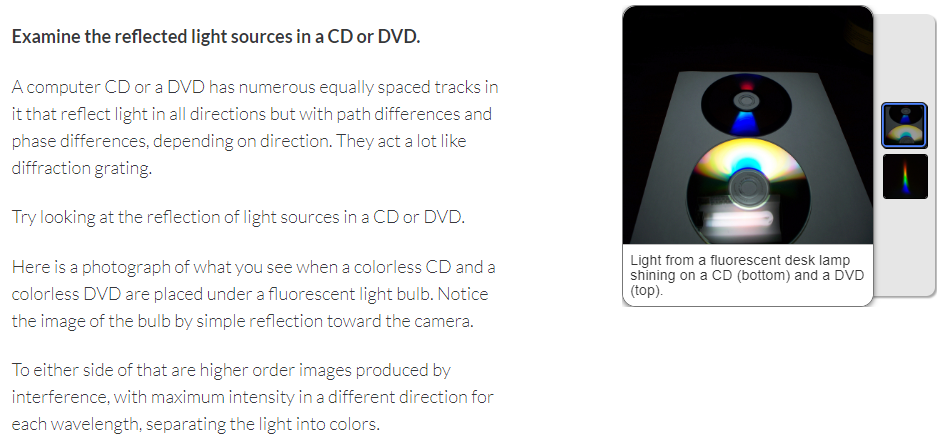 Examine the reflected light sources in a CD or DVD.
A computer CD or a DVD has numerous equally spaced tracks in
it that reflect light in all directions but with path differences and
phase differences, depending on direction. They act a lot like
diffraction grating.
Try looking at the reflection of light sources in a CD or DVD.
Here is a photograph of what you see when a colorless CD and a
colorless DVD are placed under a fluorescent light bulb. Notice
the image of the bulb by simple reflection toward the camera.
To either side of that are higher order images produced by
interference, with maximum intensity in a different direction for
each wavelength, separating the light into colors.
Light from a fluorescent desk lamp
shining on a CD (bottom) and a DVD
(top).